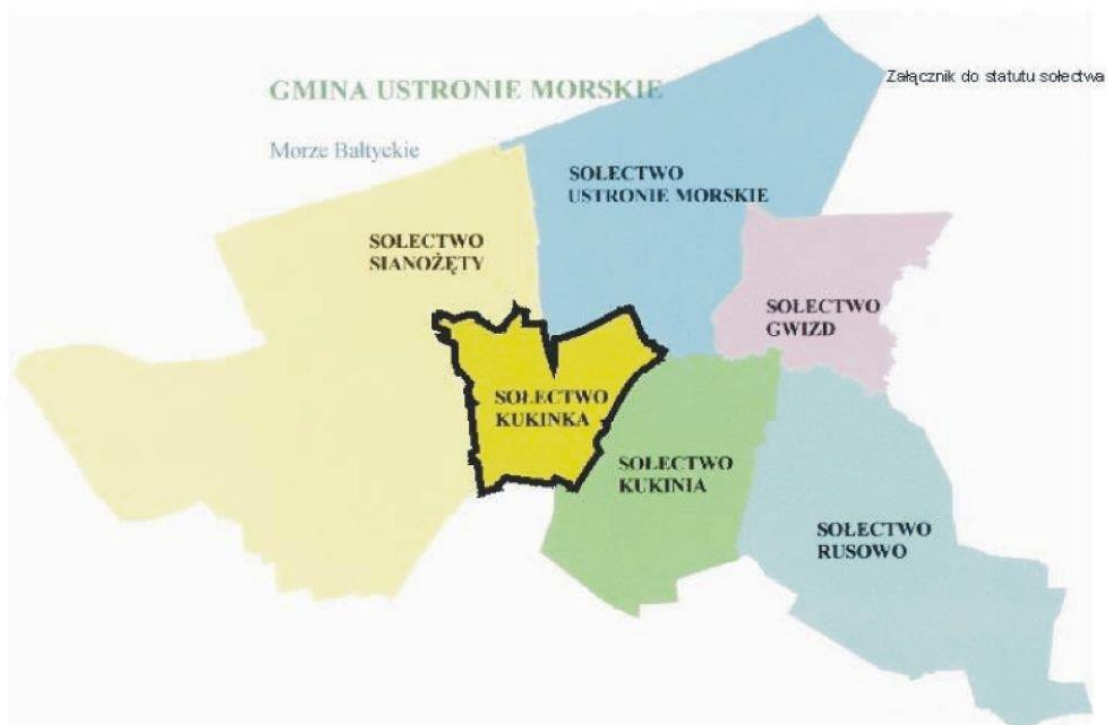 Załącznik do statutu sołectwa
GMINA USTRONIE MORSKIE
Morze Bałtyckie
SOŁECTWO
USTRONIE MORSKIE
SOŁECTWO
SIANOŻĘTY
SOŁECTWO
GWIZD
SOŁECTWO
KUKINKA
SOŁECTWO
KUKINIA
SOŁECTWO
RUSOWO